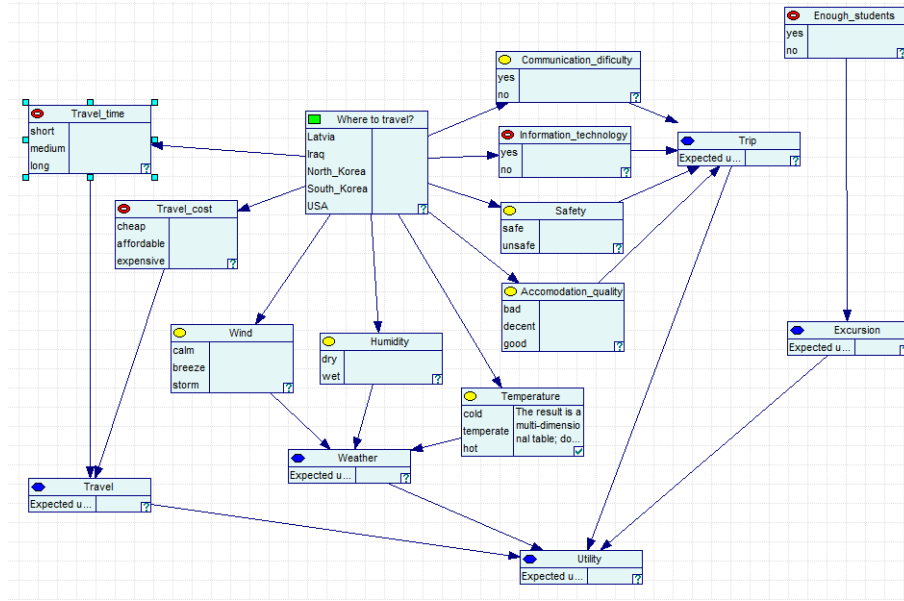 Enough_students
yes
no
Communication_dificulty
yes
no
Travel_time
short
medium
long
Where to travel?
Latvia
Iraq
North_Korea
South_Korea
USA
Information_technology
yes
no
Trip
Expected u...
Travel_cost
cheap
affordable
expensive
Safety
safe
unsafe
Accomodation_quality
bad
decent
good
Wind
calm
breeze
storm
Humidity
dry
wet
Excursion
Expected u...
Temperature
cold
temperate
hot
The result is a
multi-dimensio
nal table; do...
Weather
Expected u...
Travel
Expected u...
Utility
Expected u...